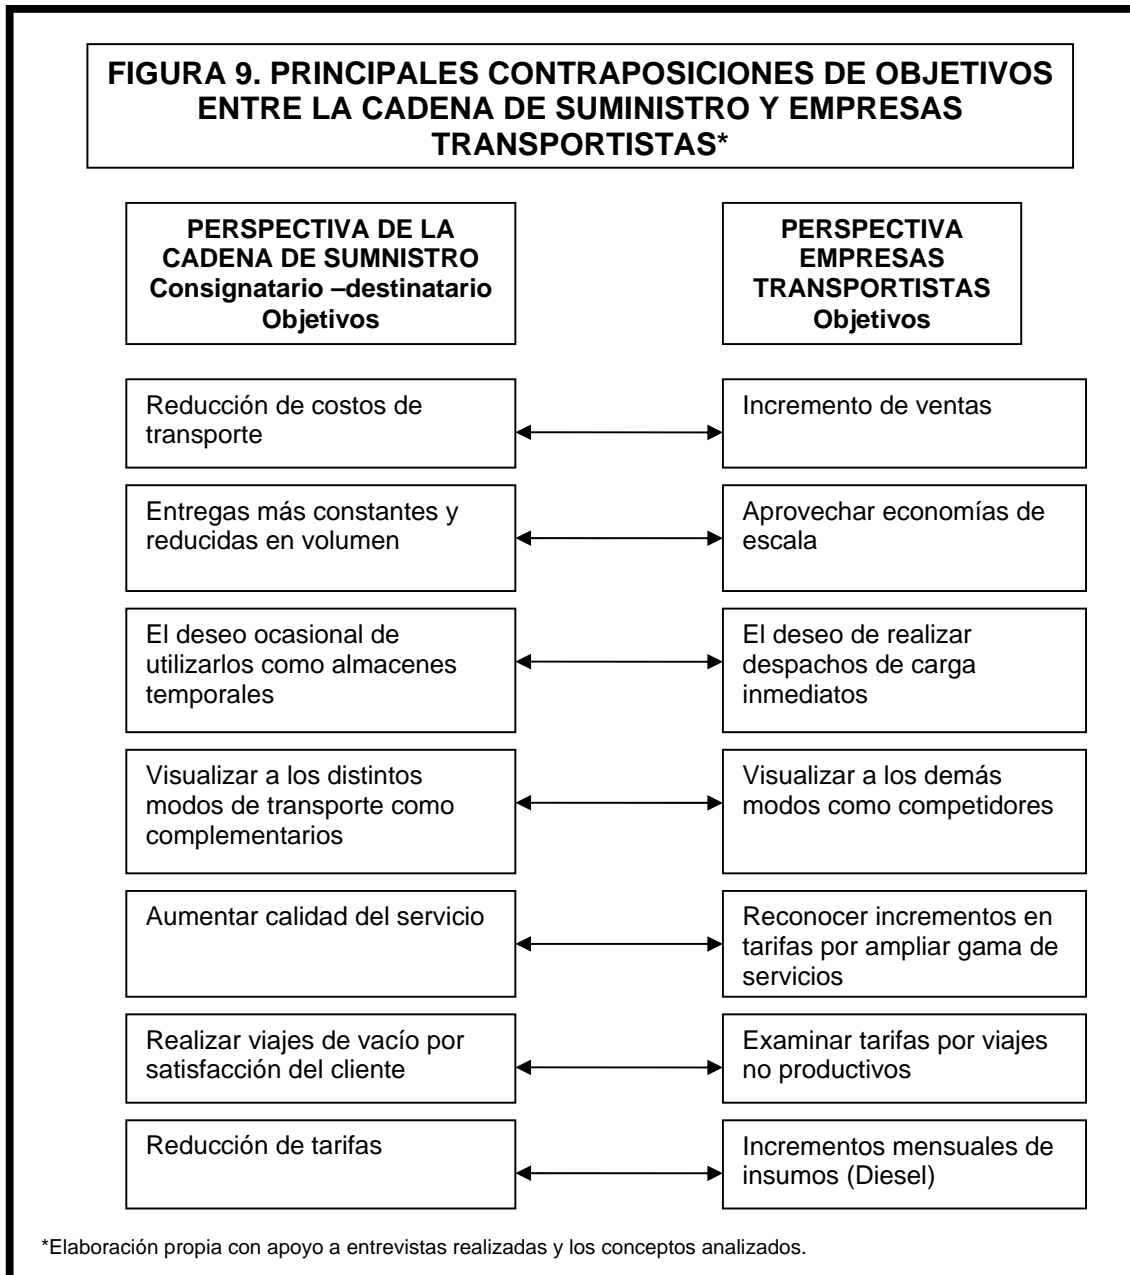 FIGURA 9. PRINCIPALES CONTRAPOSICIONES DE OBJETIVOS
ENTRE LA CADENA DE SUMINISTRO Y EMPRESAS
TRANSPORTISTAS*
PERSPECTIVA DE LA
CADENA DE SUMNISTRO
Consignatario –destinatario
Objetivos
PERSPECTIVA
EMPRESAS
TRANSPORTISTAS
Objetivos
Reducción de costos de
transporte
Incremento de ventas
Entregas más constantes y
reducidas en volumen
Aprovechar economías de
escala
El deseo ocasional de
utilizarlos como almacenes
temporales
El deseo de realizar
despachos de carga
inmediatos
Visualizar a los distintos
modos de transporte como
complementarios
Visualizar a los demás
modos como competidores
Aumentar calidad del servicio
Reconocer incrementos en
tarifas por ampliar gama de
servicios
Realizar viajes de vacío por
satisfacción del cliente
Examinar tarifas por viajes
no productivos
Reducción de tarifas
Incrementos mensuales de
insumos (Diesel)
*Elaboración propia con apoyo a entrevistas realizadas y los conceptos analizados.